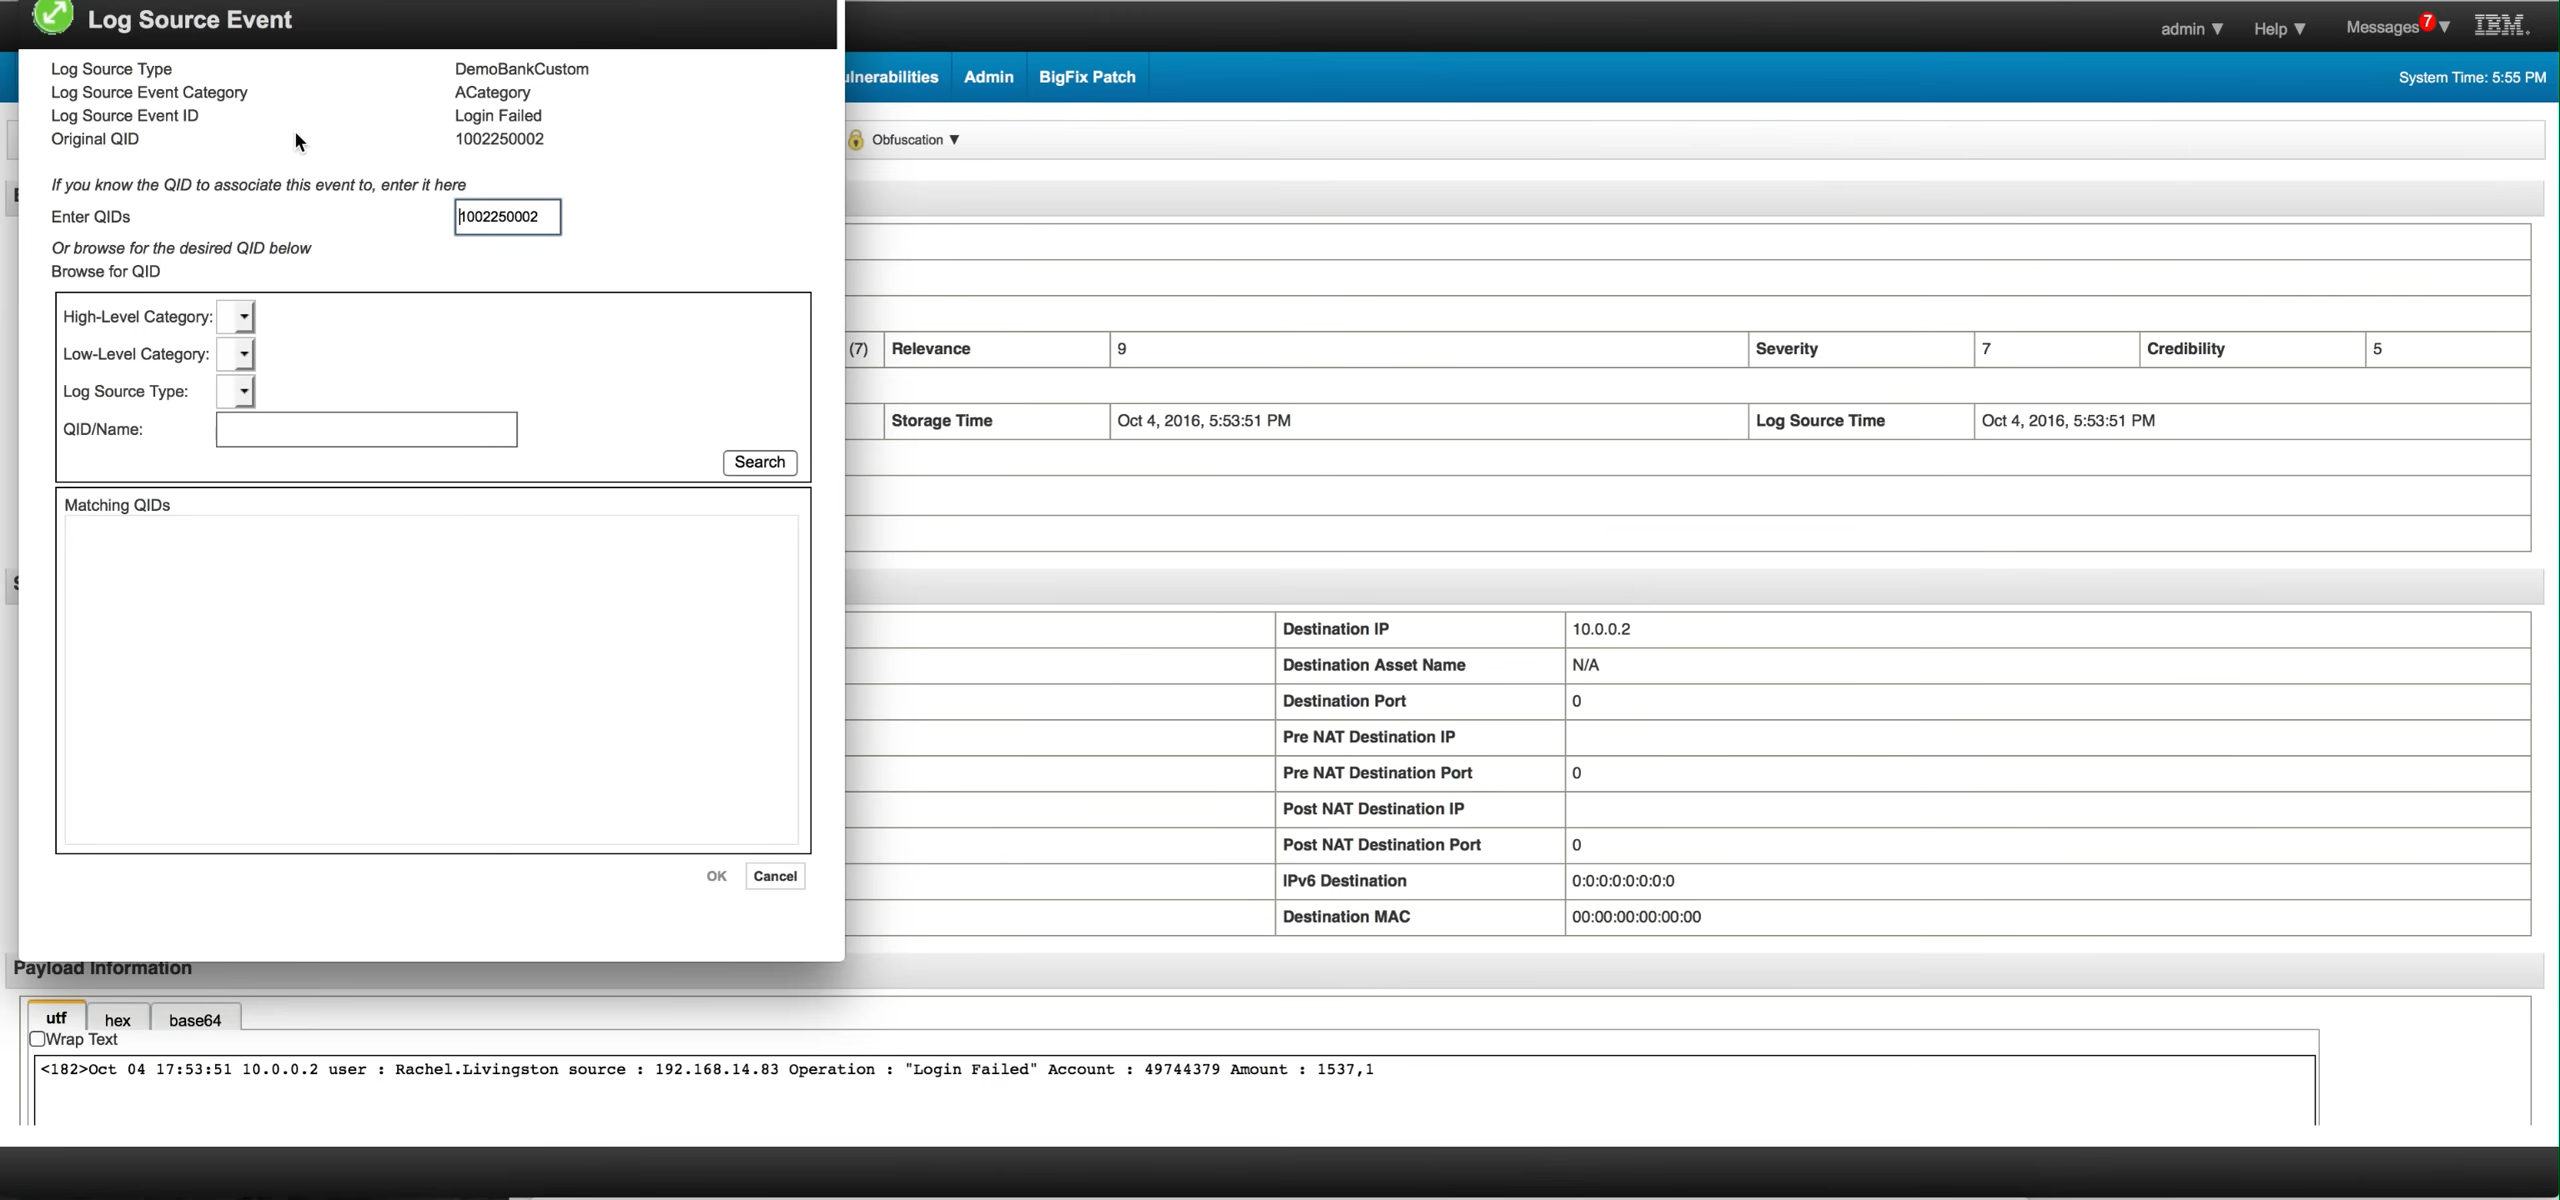 Log Source Event
admin ▼ Help ▼ Messages 7 ▼ IBM.
ulnerabilities Admin BigFix Patch System Time: 5:55 PM
Log Source Type DemoBankCustom
Log Source Event Category ACategory
Log Source Event ID Login Failed
Original QID 1002250002
Obfuscation ▼
If you know the QID to associate this event to, enter it here
Enter QIDs 1002250002
Or browse for the desired QID below
Browse for QID
High-Level Category:
Low-Level Category:
Log Source Type:
QID/Name:
Search
Matching QIDs
OK Cancel
(7) Relevance 9 Severity 7 Credibility 5
Storage Time Oct 4, 2016, 5:53:51 PM Log Source Time Oct 4, 2016, 5:53:51 PM
Destination IP 10.0.0.2
Destination Asset Name N/A
Destination Port 0
Pre NAT Destination IP
Pre NAT Destination Port 0
Post NAT Destination IP
Post NAT Destination Port 0
IPv6 Destination 0:0:0:0:0:0:0:0
Destination MAC 00:00:00:00:00:00
Payload Information
utf hex base64
Wrap Text
<182>Oct 04 17:53:51 10.0.0.2 user : Rachel.Livingston source : 192.168.14.83 Operation : "Login Failed" Account : 49744379 Amount : 1537,1